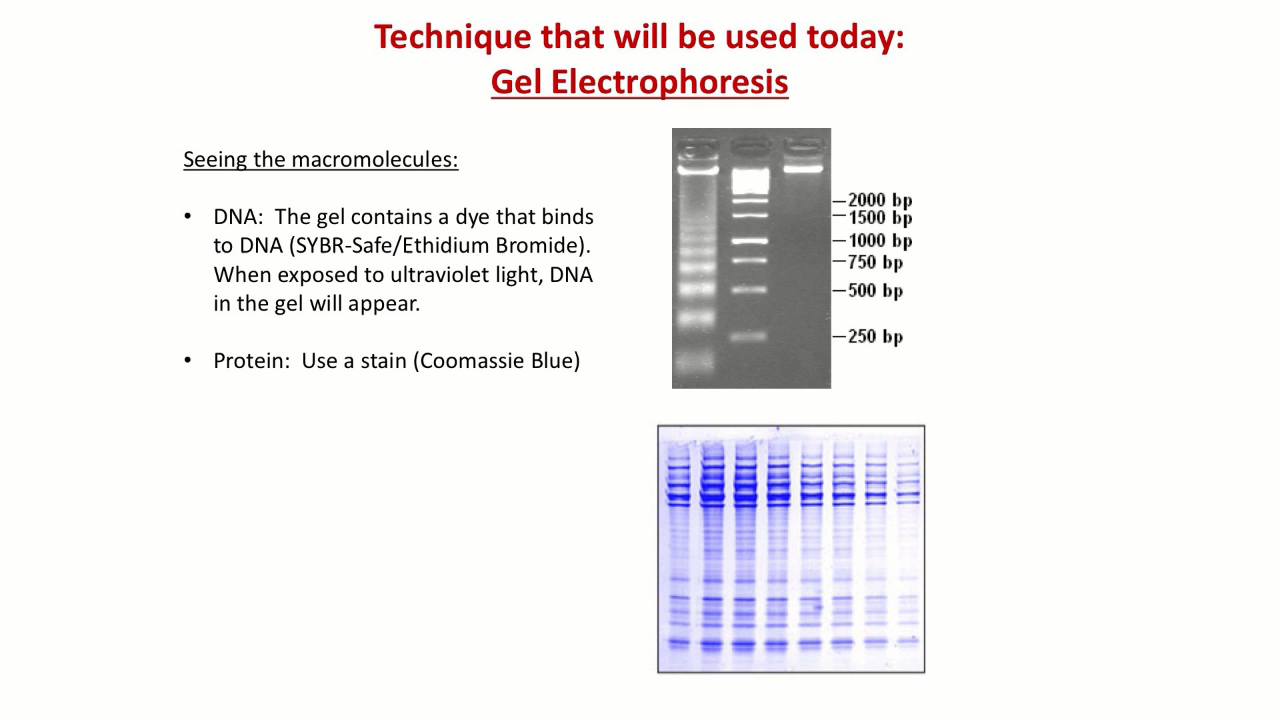 Technique that will be used today:
Gel Electrophoresis
Seeing the macromolecules:
• DNA:  The gel contains a dye that binds
to DNA (SYBR-Safe/Ethidium Bromide).
When exposed to ultraviolet light, DNA
in the gel will appear.
• Protein:  Use a stain (Coomassie Blue)
2000 bp
1500 bp
1000 bp
750 bp
500 bp
250 bp